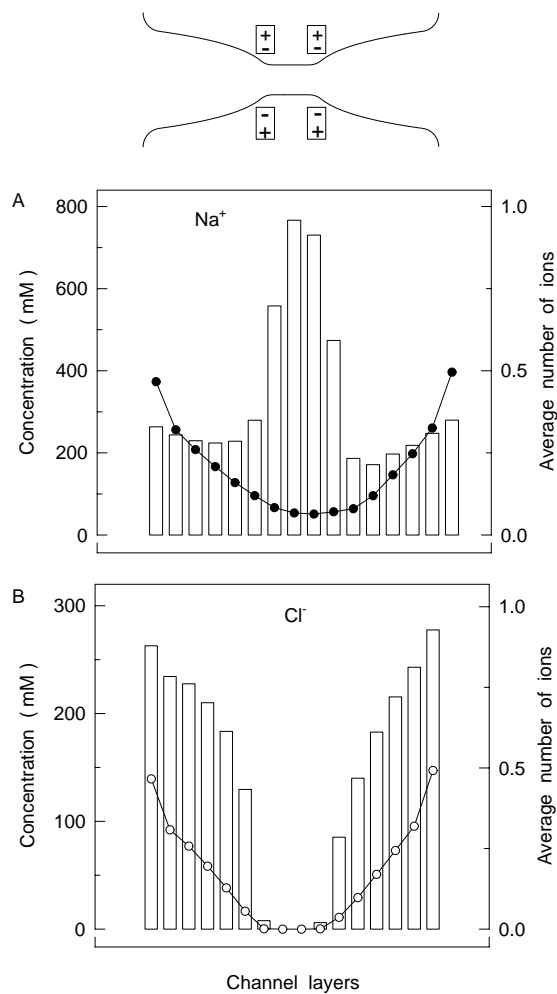 + +
- -
- -
+ +
A
Na⁺
800
600
400
200
0
1.0
0.5
0.0
Concentration ( mM )
Average number of ions
B
Cl⁻
300
200
100
0
1.0
0.5
0.0
Concentration ( mM )
Average number of ions
Channel layers